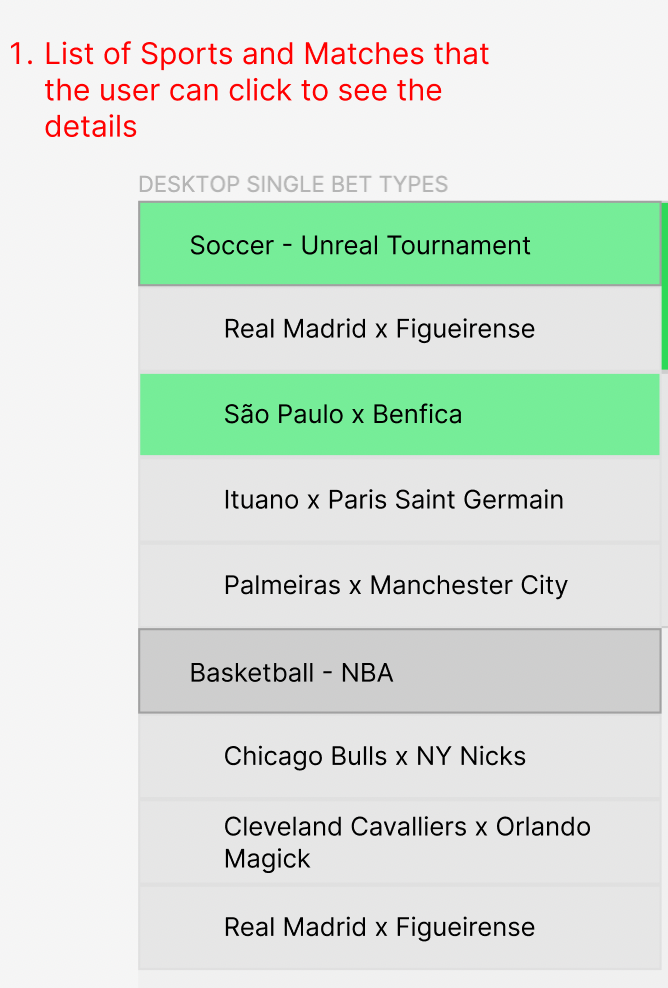 1. List of Sports and Matches that
the user can click to see the
details
DESKTOP SINGLE BET TYPES
Soccer - Unreal Tournament
Real Madrid x Figueirense
São Paulo x Benfica
Ituano x Paris Saint Germain
Palmeiras x Manchester City
Basketball - NBA
Chicago Bulls x NY Nicks
Cleveland Cavalliers x Orlando
Magick
Real Madrid x Figueirense